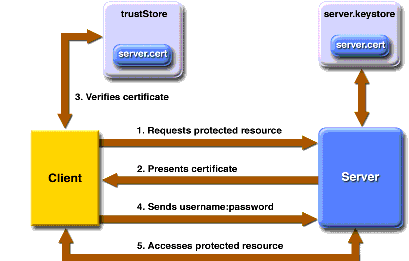 trustStore
server.cert
server.keystore
server.cert
3. Verifies certificate
1. Requests protected resource
2. Presents certificate
Client
Server
4. Sends username:password
5. Accesses protected resource